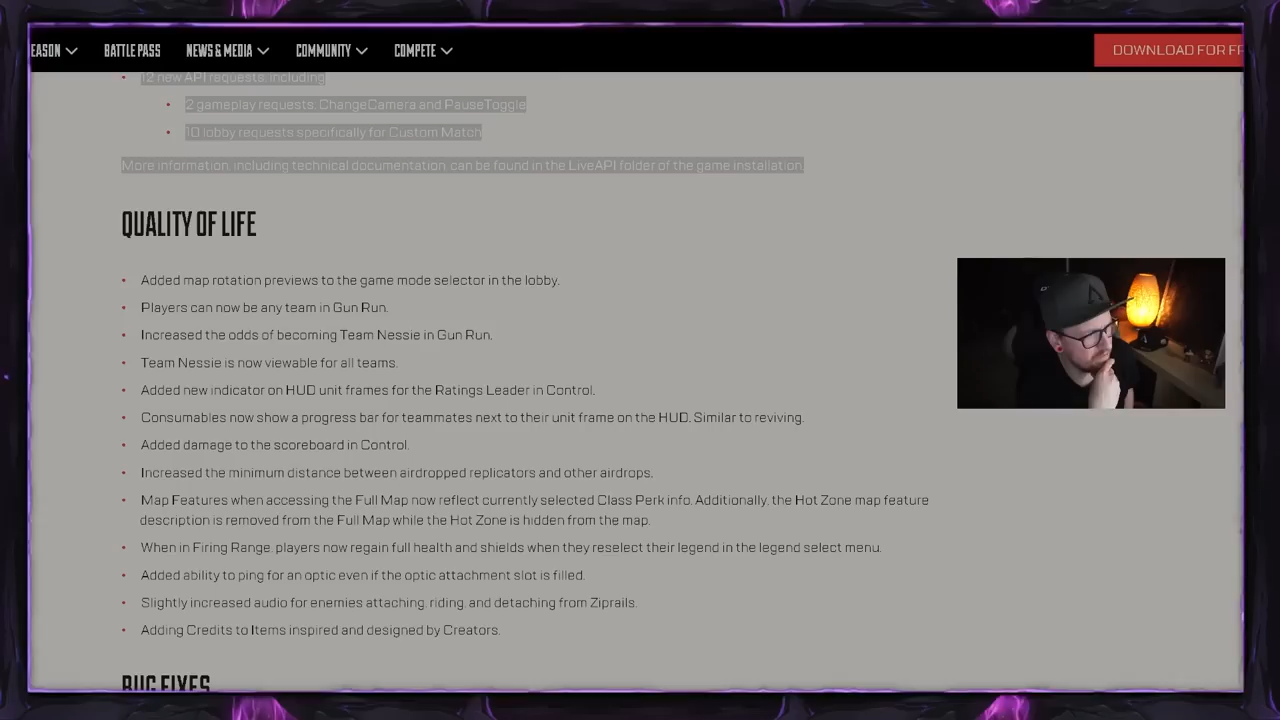 EASON BATTLE PASS NEWS & MEDIA COMMUNITY COMPETE DOWNLOAD FOR FR
• 12 new API requests, including
• 2 gameplay requests, ChangeCamera and PauseToggle
• 10 lobby requests specifically for Custom Match
More information, including technical documentation, can be found in the LiveAPI folder of the game installation.
QUALITY OF LIFE
• Added map rotation previews to the game mode selector in the lobby.
• Players can now be any team in Gun Run.
• Increased the odds of becoming Team Nessie in Gun Run.
• Team Nessie is now viewable for all teams.
• Added new indicator on HUD unit frames for the Ratings Leader in Control.
• Consumables now show a progress bar for teammates next to their unit frame on the HUD. Similar to reviving.
• Added damage to the scoreboard in Control.
• Increased the minimum distance between airdropped replicators and other airdrops.
• Map Features when accessing the Full Map now reflect currently selected Class Perk info. Additionally, the Hot Zone map feature
description is removed from the Full Map while the Hot Zone is hidden from the map.
• When in Firing Range, players now regain full health and shields when they reselect their legend in the legend select menu.
• Added ability to ping for an optic even if the optic attachment slot is filled.
• Slightly increased audio for enemies attaching, riding, and detaching from Ziprails.
• Adding Credits to Items inspired and designed by Creators.
BUG FIXES